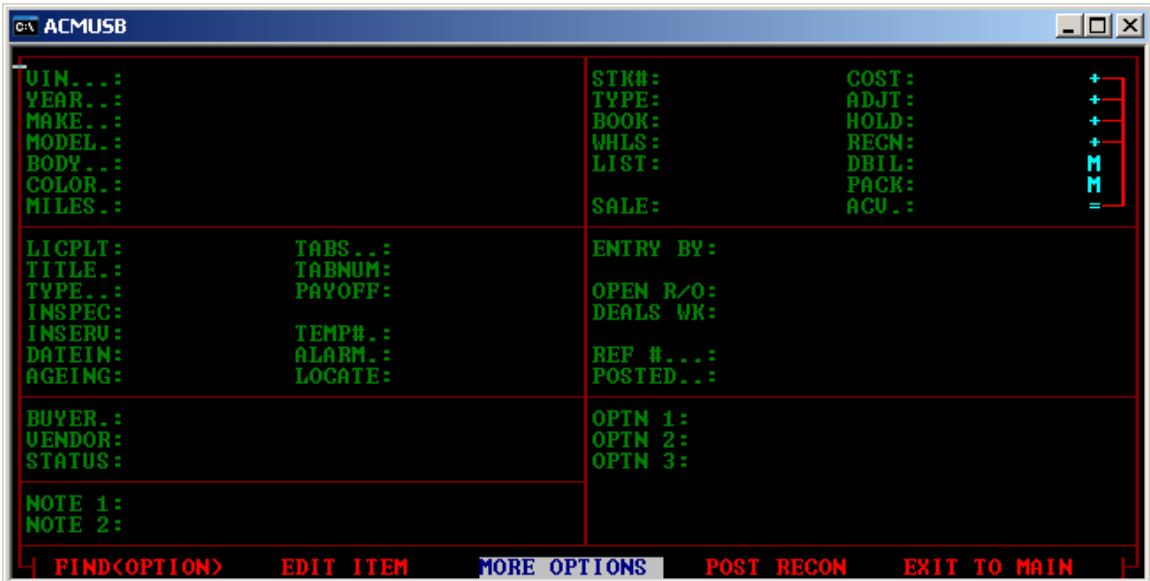 ACMUSB
VIN...:
YEAR..:
MAKE..:
MODEL.:
BODY..:
COLOR.:
MILES.:
STK#: COST: +
TYPE: ADJT: +
BOOK: HOLD: +
WHLS: RECN: +
LIST: DBIL: M
PACK: M
SALE: ACV.: =
LICPLT: TABS..:
TITLE.: TABNUM:
TYPE..: PAYOFF:
INSPEC:
INSERV: TEMP#.:
DATEIN: ALARM.:
AGEING: LOCATE:
ENTRY BY:
OPEN R/O:
DEALS WK:
REF #...:
POSTED..:
BUYER.:
VENDOR:
STATUS:
OPTN 1:
OPTN 2:
OPTN 3:
NOTE 1:
NOTE 2:
FIND<OPTION> EDIT ITEM MORE OPTIONS POST RECON EXIT TO MAIN